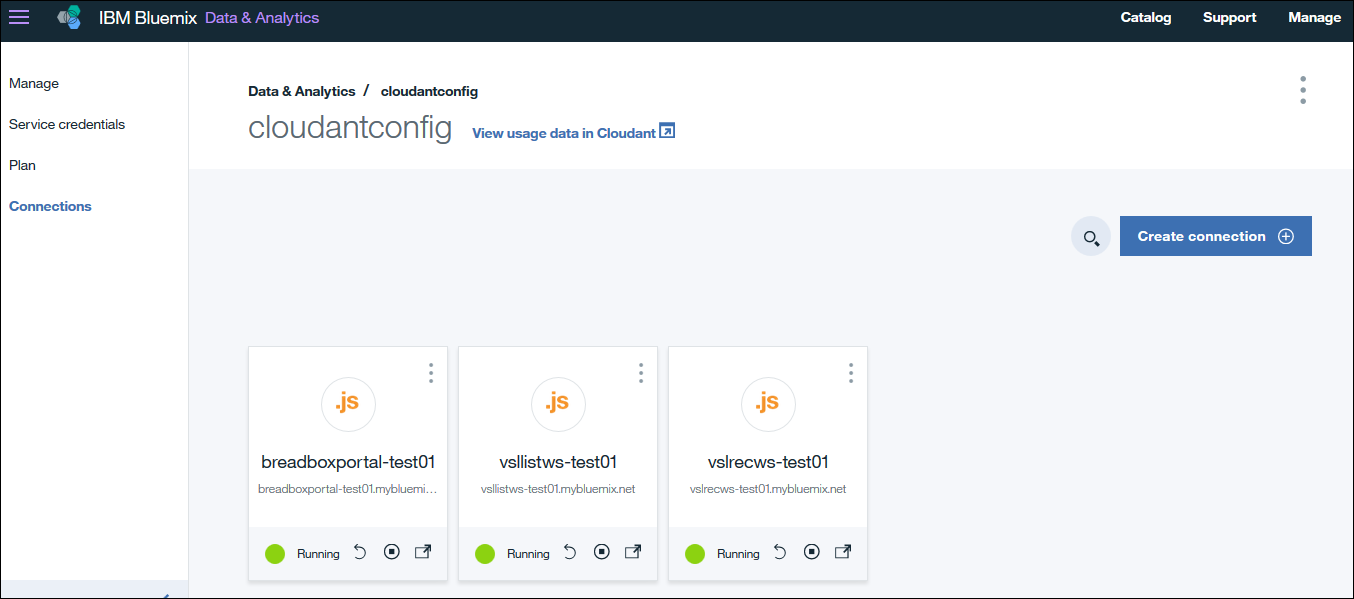 IBM Bluemix Data & Analytics Catalog Support Manage
Manage
Service credentials
Plan
Connections
Data & Analytics / cloudantconfig
cloudantconfig View usage data in Cloudant
Create connection
.js .js .js
breadboxportal-test01 vsllistws-test01 vslrecws-test01
breadboxportal-test01.mybluemi... vsllistws-test01.mybluemix.net vslrecws-test01.mybluemix.net
Running Running Running